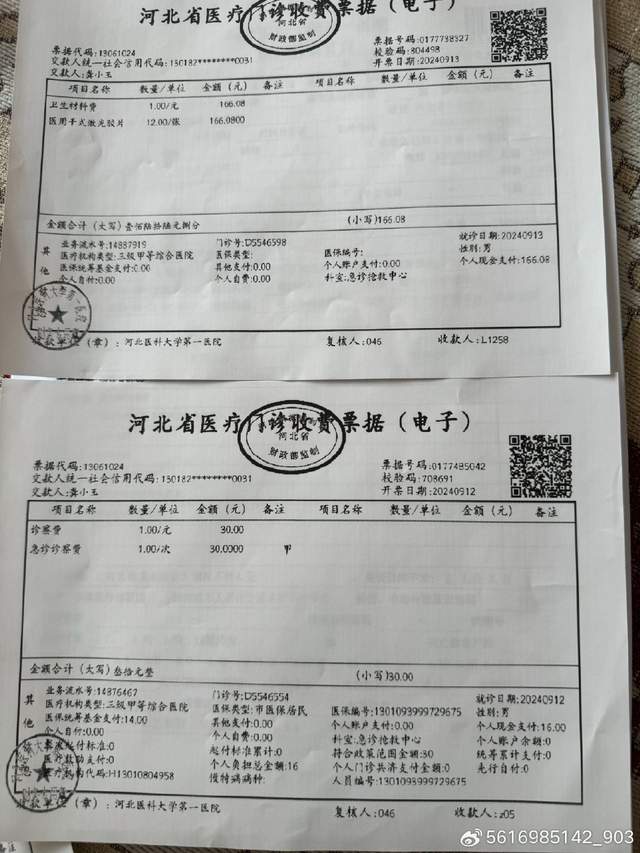 河北省医疗门诊收费票据（电子）
河北省
财政部监制
票据代码:13061024
票据号码:0177738327
交款人统一社会信用代码:150182********0031
校验码:804498
交款人:龚小玉
开票日期:20240913
项目名称 数量/单位 金额（元） 备注 项目名称 数量/单位 金额（元） 备注
卫生材料费 1.00/元 166.08
医用干式激光胶片 12.00/张 166.0800
金额合计（大写）壹佰陆拾陆元捌分 (小写)166.08
其他
业务流水号:14887919 门诊号:D5546598 就诊日期:20240913
医疗机构类型:三级甲等综合医院 医保类型: 医保编号: 性别:男
医保统筹基金支付:0.00 其他支付:0.00 个人账户支付:0.00 个人现金支付:166.08
个人自付:0.00 个人自费:0.00 科室:急诊抢救中心
收款单位（章）:河北医科大学第一医院 复核人:046 收款人:L1258
河北省医疗门诊收费票据（电子）
河北省
财政部监制
票据代码:13061024
票据号码:0177485042
交款人统一社会信用代码:150182********0031
校验码:708691
交款人:龚小玉
开票日期:20240912
项目名称 数量/单位 金额（元） 备注 项目名称 数量/单位 金额（元） 备注
诊察费 1.00/元 30.00
急诊诊察费 1.00/次 30.0000 甲
金额合计（大写）叁拾元整 (小写)30.00
其他
业务流水号:14876467 门诊号:D5546554 就诊日期:20240912
医疗机构类型:三级甲等综合医院 医保类型:市医保居民 医保编号:1301093999729675 性别:男
医保统筹基金支付:14.00 其他支付:0.00 个人账户支付:0.00 个人现金支付:16.00
个人自付:0.00 个人自费:0.00 科室:急诊抢救中心 个人账户余额:0
起付标准:0 起付标准累计:0 符合政策范围金额:30 统筹累计支付:0
医疗救助支付:0 个人负担总金额:16 个人门诊共济支付金额:0 先行自付:0
机构代码:H13010804958 慢特病病种: 人员编号:1301093999729675
收款单位（章）:河北医科大学第一医院 复核人:046 收款人:z05
5616985142_903